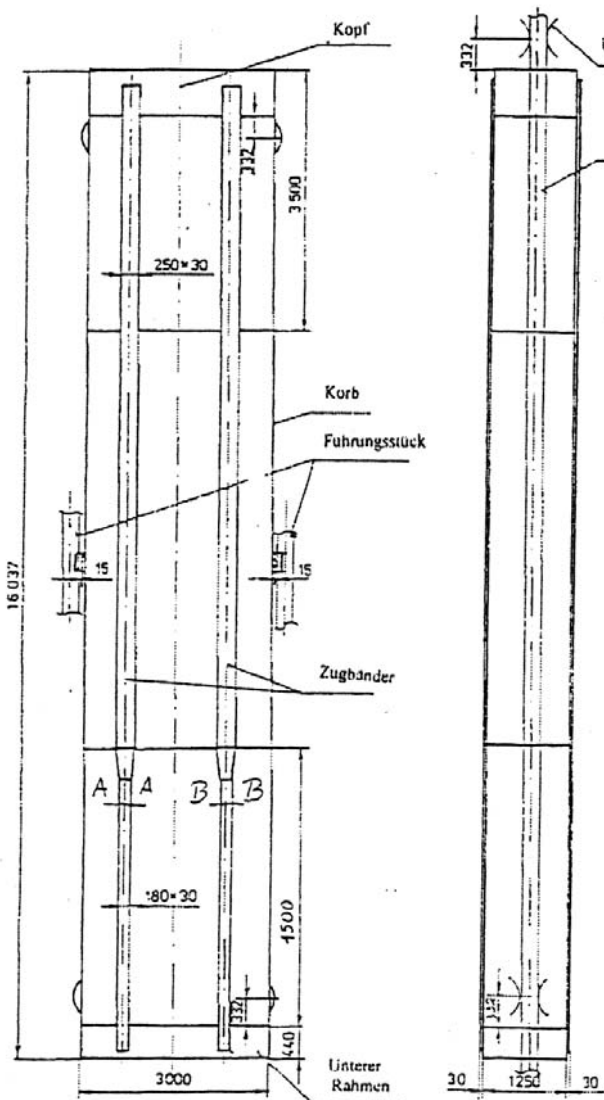 Kopf
332
332
3500
250×30
Korb
Führungsstück
16037
15
15
Zugbänder
A A
B B
180×30
1500
332
332
440
3000
Unterer
Rahmen
30
1250
30